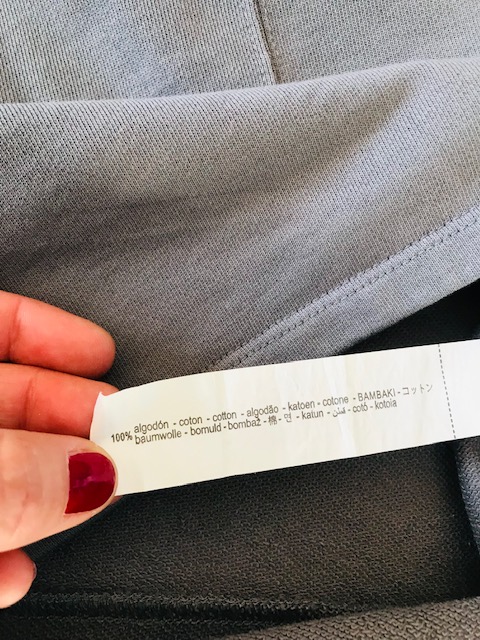 100% algodón - coton - cotton - algodão - katoen - cotone - BAMBAKI - コットン
baumwolle - bomuld - bombaž - 棉 - 면 - katun - قطن - cotó - kotoia